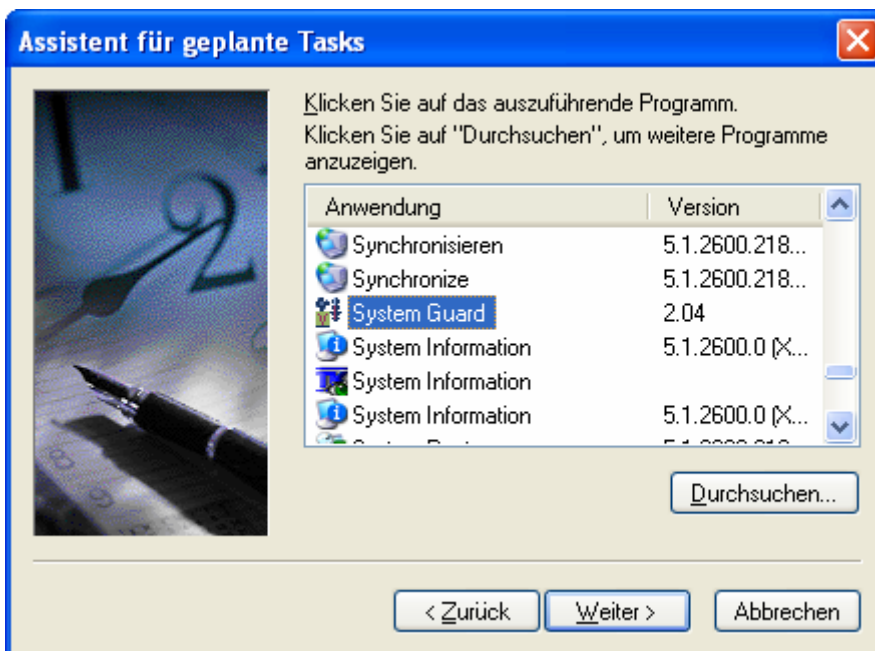 Assistent für geplante Tasks
Klicken Sie auf das auszuführende Programm.
Klicken Sie auf "Durchsuchen", um weitere Programme
anzuzeigen.
Anwendung Version
Synchronisieren 5.1.2600.218...
Synchronize 5.1.2600.218...
System Guard 2.04
System Information 5.1.2600.0 (X...
System Information
System Information 5.1.2600.0 (X...
Durchsuchen...
< Zurück Weiter > Abbrechen